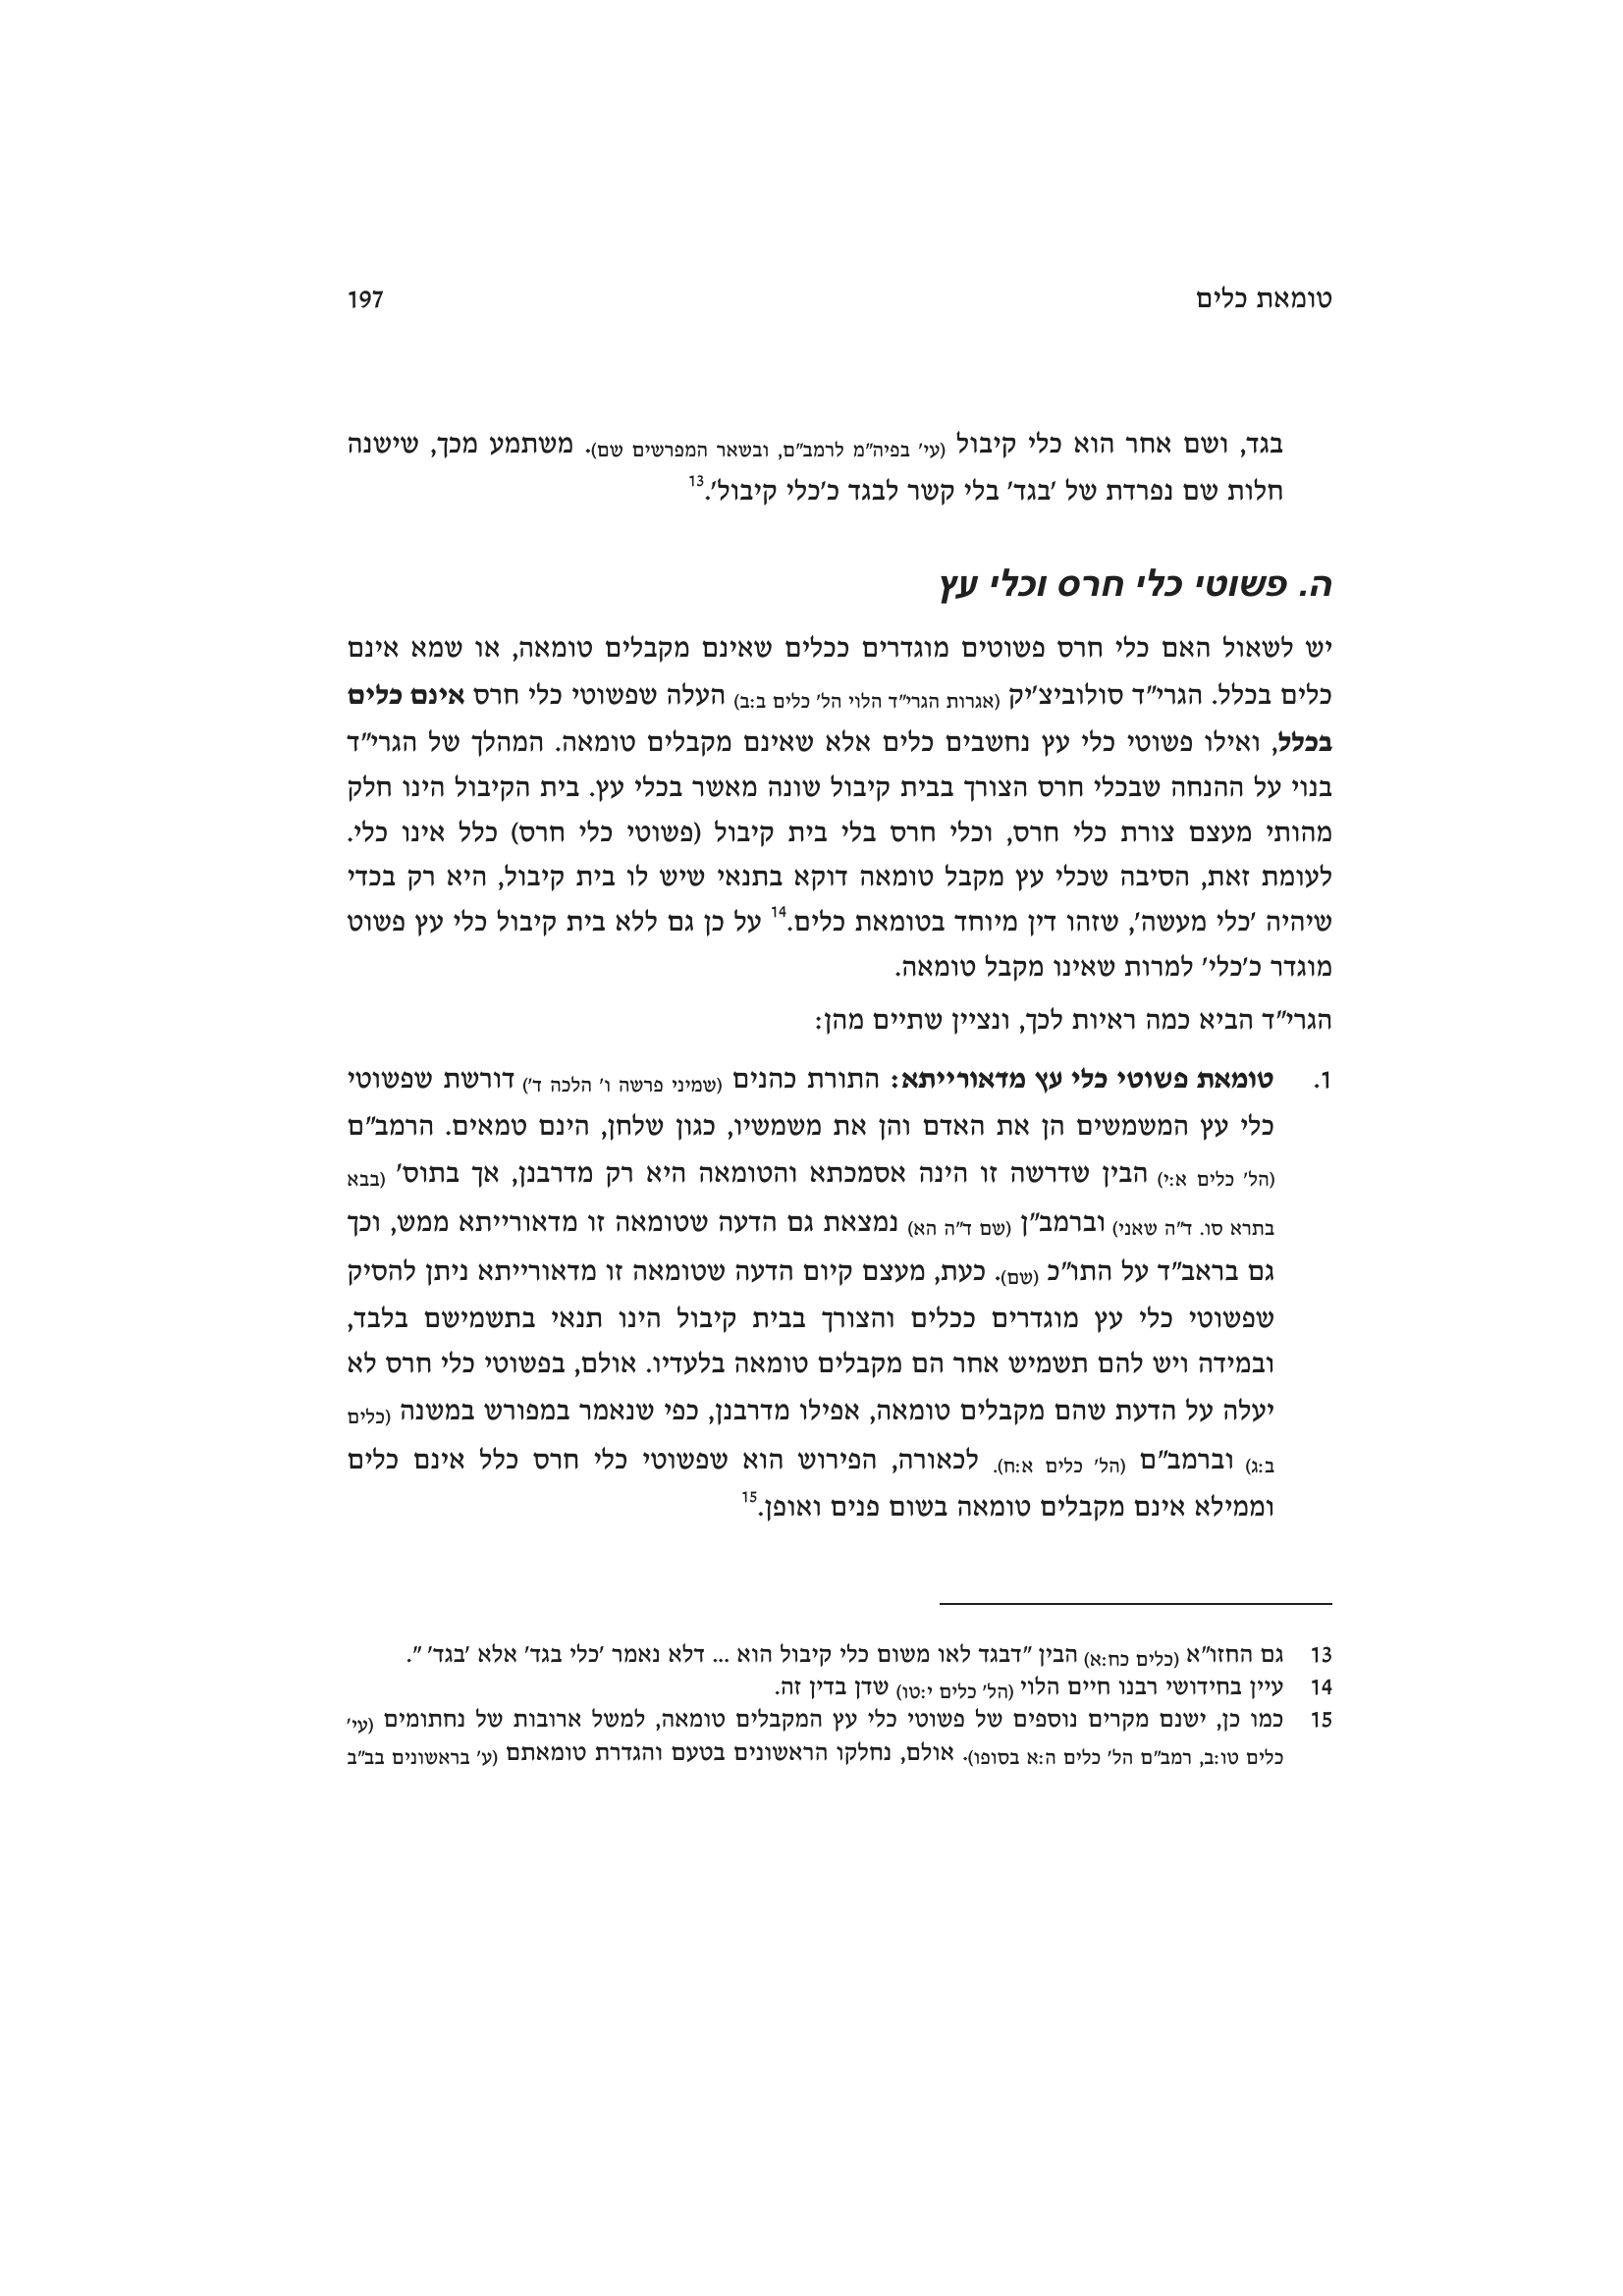 טומאת כלים 197
בגד, ושם אחר הוא כלי קיבול (עי' בפיה"מ לרמב"ם, ובשאר המפרשים שם). משתמע מכך, שישנה
חלות שם נפרדת של 'בגד' בלי קשר לבגד כ'כלי קיבול'.13
ה. פשוטי כלי חרס וכלי עץ
יש לשאול האם כלי חרס פשוטים מוגדרים ככלים שאינם מקבלים טומאה, או שמא אינם
כלים בכלל. הגרי"ד סולוביצ'יק (אגרות הגרי"ד הלוי הל' כלים ב:ב) העלה שפשוטי כלי חרס אינם כלים
בכלל, ואילו פשוטי כלי עץ נחשבים כלים אלא שאינם מקבלים טומאה. המהלך של הגרי"ד
בנוי על ההנחה שבכלי חרס הצורך בבית קיבול שונה מאשר בכלי עץ. בית הקיבול הינו חלק
מהותי מעצם צורת כלי חרס, וכלי חרס בלי בית קיבול (פשוטי כלי חרס) כלל אינו כלי.
לעומת זאת, הסיבה שכלי עץ מקבל טומאה דוקא בתנאי שיש לו בית קיבול, היא רק בכדי
שיהיה 'כלי מעשה', שזהו דין מיוחד בטומאת כלים.14 על כן גם ללא בית קיבול כלי עץ פשוט
מוגדר כ'כלי' למרות שאינו מקבל טומאה.
הגרי"ד הביא כמה ראיות לכך, ונציין שתיים מהן:
1. טומאת פשוטי כלי עץ מדאורייתא: התורת כהנים (שמיני פרשה ו' הלכה ד') דורשת שפשוטי
כלי עץ המשמשים הן את האדם והן את משמשיו, כגון שלחן, הינם טמאים. הרמב"ם
(הל' כלים א:י) הבין שדרשה זו הינה אסמכתא והטומאה היא רק מדרבנן, אך בתוס' (בבא
בתרא סו. ד"ה שאני) וברמב"ן (שם ד"ה הא) נמצאת גם הדעה שטומאה זו מדאורייתא ממש, וכך
גם בראב"ד על התו"כ (שם). כעת, מעצם קיום הדעה שטומאה זו מדאורייתא ניתן להסיק
שפשוטי כלי עץ מוגדרים ככלים והצורך בבית קיבול הינו תנאי בתשמישם בלבד,
ובמידה ויש להם תשמיש אחר הם מקבלים טומאה בלעדיו. אולם, בפשוטי כלי חרס לא
יעלה על הדעת שהם מקבלים טומאה, אפילו מדרבנן, כפי שנאמר במפורש במשנה (כלים
ב:ג) וברמב"ם (הל' כלים א:ח). לכאורה, הפירוש הוא שפשוטי כלי חרס כלל אינם כלים
וממילא אינם מקבלים טומאה בשום פנים ואופן.15
13 גם החזו"א (כלים כח:א) הבין "דבגד לאו משום כלי קיבול הוא ... דלא נאמר 'כלי בגד' אלא 'בגד' ".
14 עיין בחידושי רבנו חיים הלוי (הל' כלים י:טו) שדן בדין זה.
15 כמו כן, ישנם מקרים נוספים של פשוטי כלי עץ המקבלים טומאה, למשל ארובות של נחתומים (עי'
כלים טו:ב, רמב"ם הל' כלים ה:א בסופו). אולם, נחלקו הראשונים בטעם והגדרת טומאתם (ע' בראשונים בב"ב